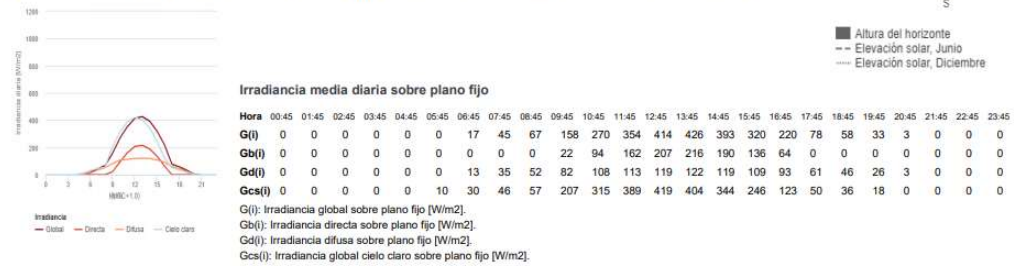 S
1200
1000
800
600
400
200
0
0 3 6 9 12 15 18 21
Irradiancia
Global Directa Difusa Cielo claro
Altura del horizonte
Elevación solar, Junio
Elevación solar, Diciembre
Irradiancia media diaria sobre plano fijo
Hora 00:45 01:45 02:45 03:45 04:45 05:45 06:45 07:45 08:45 09:45 10:45 11:45 12:45 13:45 14:45 15:45 16:45 17:45 18:45 19:45 20:45 21:45 22:45 23:45
G(i) 0 0 0 0 0 0 17 45 67 158 270 354 414 426 393 320 220 78 58 33 3 0 0 0
Gb(i) 0 0 0 0 0 0 0 0 0 22 94 162 207 216 190 136 64 0 0 0 0 0 0 0
Gd(i) 0 0 0 0 0 0 13 35 52 82 108 113 119 122 119 109 93 61 46 26 3 0 0 0
Gcs(i) 0 0 0 0 0 10 30 46 57 207 315 389 419 404 344 246 123 50 36 18 0 0 0 0
G(i): Irradiancia global sobre plano fijo [W/m2].
Gb(i): Irradiancia directa sobre plano fijo [W/m2].
Gd(i): Irradiancia difusa sobre plano fijo [W/m2].
Gcs(i): Irradiancia global cielo claro sobre plano fijo [W/m2].